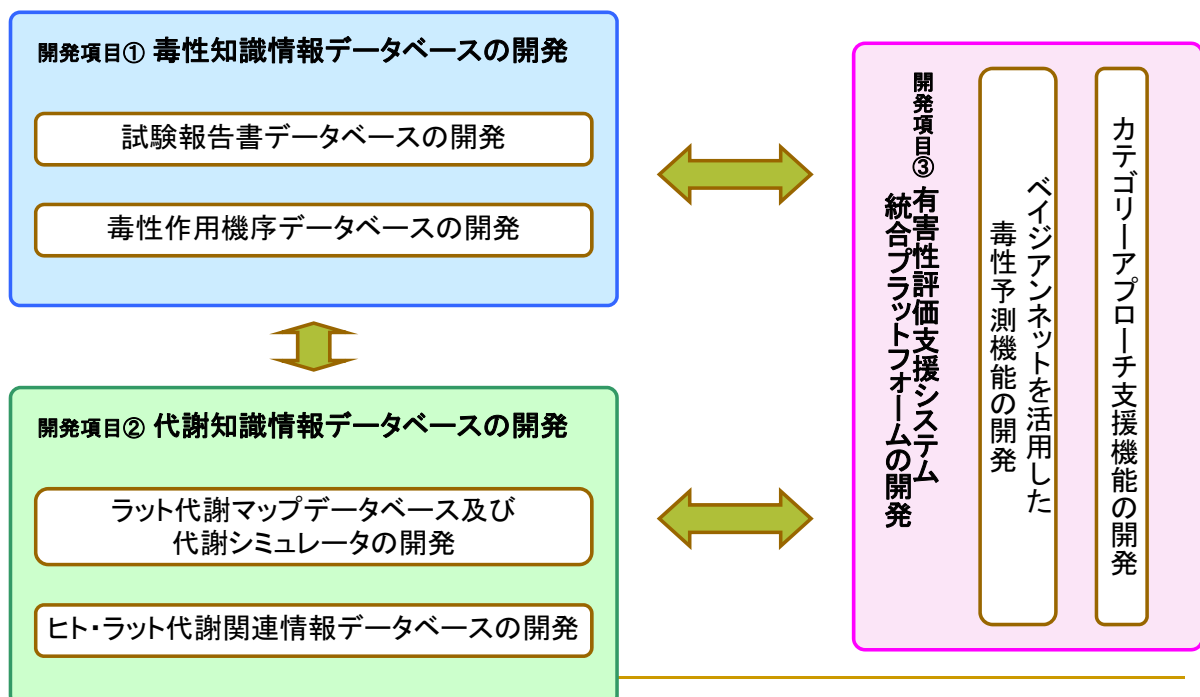 開発項目① 毒性知識情報データベースの開発
試験報告書データベースの開発
毒性作用機序データベースの開発
開発項目② 代謝知識情報データベースの開発
ラット代謝マップデータベース及び
代謝シミュレータの開発
ヒト・ラット代謝関連情報データベースの開発
開発項目③ 有害性評価支援システム
統合プラットフォームの開発
ベイジアンネットを活用した
毒性予測機能の開発
カテゴリーアプローチ支援機能の開発